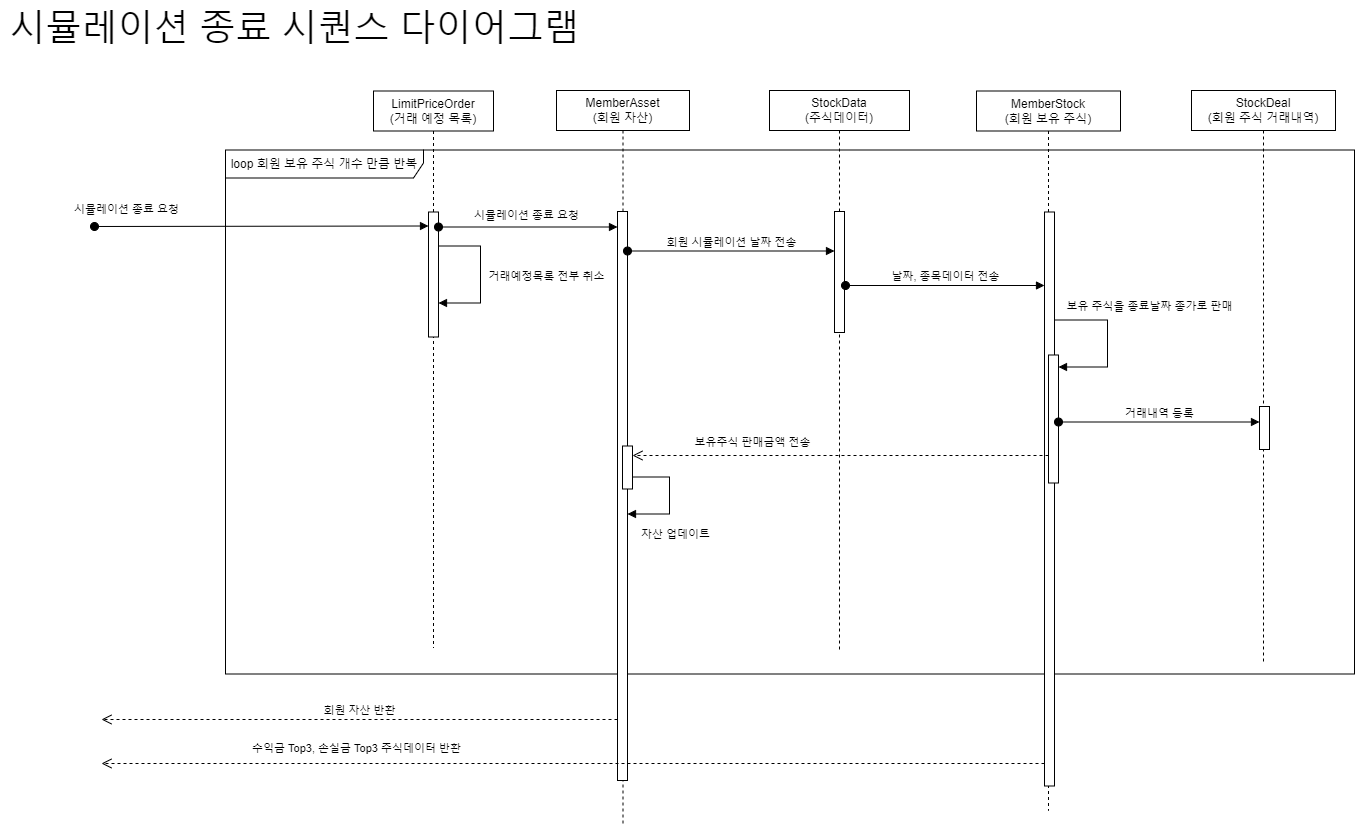 시뮬레이션 종료 시퀀스 다이어그램
LimitPriceOrder
(거래 예정 목록)
MemberAsset
(회원 자산)
StockData
(주식데이터)
MemberStock
(회원 보유 주식)
StockDeal
(회원 주식 거래내역)
loop 회원 보유 주식 개수 만큼 반복
시뮬레이션 종료 요청
시뮬레이션 종료 요청
회원 시뮬레이션 날짜 전송
거래예정목록 전부 취소
날짜, 종목데이터 전송
보유 주식을 종료날짜 종가로 판매
거래내역 등록
보유주식 판매금액 전송
자산 업데이트
회원 자산 반환
수익금 Top3, 손실금 Top3 주식데이터 반환